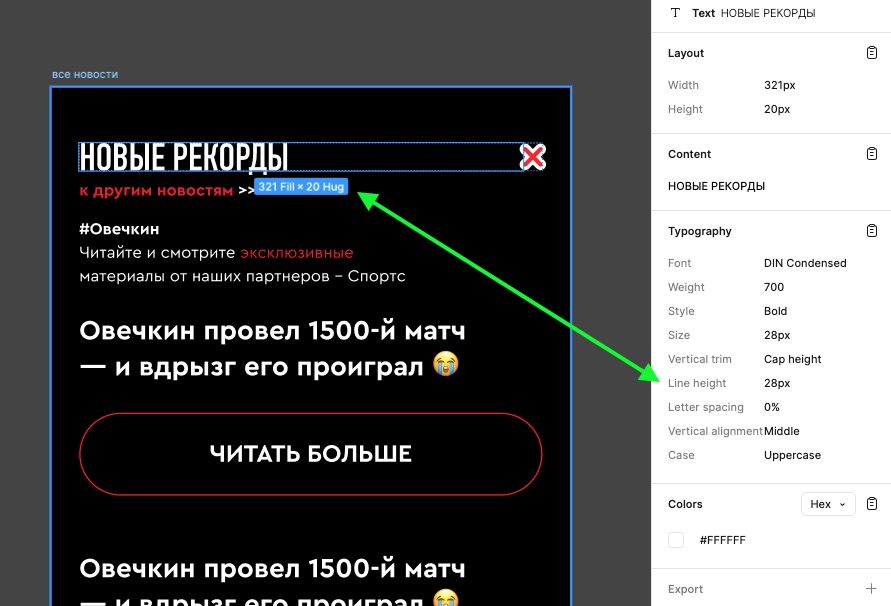 Text НОВЫЕ РЕКОРДЫ
Layout
Width 321px
Height 20px
Content
НОВЫЕ РЕКОРДЫ
Typography
Font DIN Condensed
Weight 700
Style Bold
Size 28px
Vertical trim Cap height
Line height 28px
Letter spacing 0%
Vertical alignment Middle
Case Uppercase
Colors Hex
#FFFFFF
Export
все новости
НОВЫЕ РЕКОРДЫ
к другим новостям >>
321 Fill × 20 Hug
#Овечкин
Читайте и смотрите эксклюзивные
материалы от наших партнеров – Спортс
Овечкин провел 1500-й матч
— и вдрызг его проиграл 😭
ЧИТАТЬ БОЛЬШЕ
Овечкин провел 1500-й матч
— и вдрызг его проиграл 😭